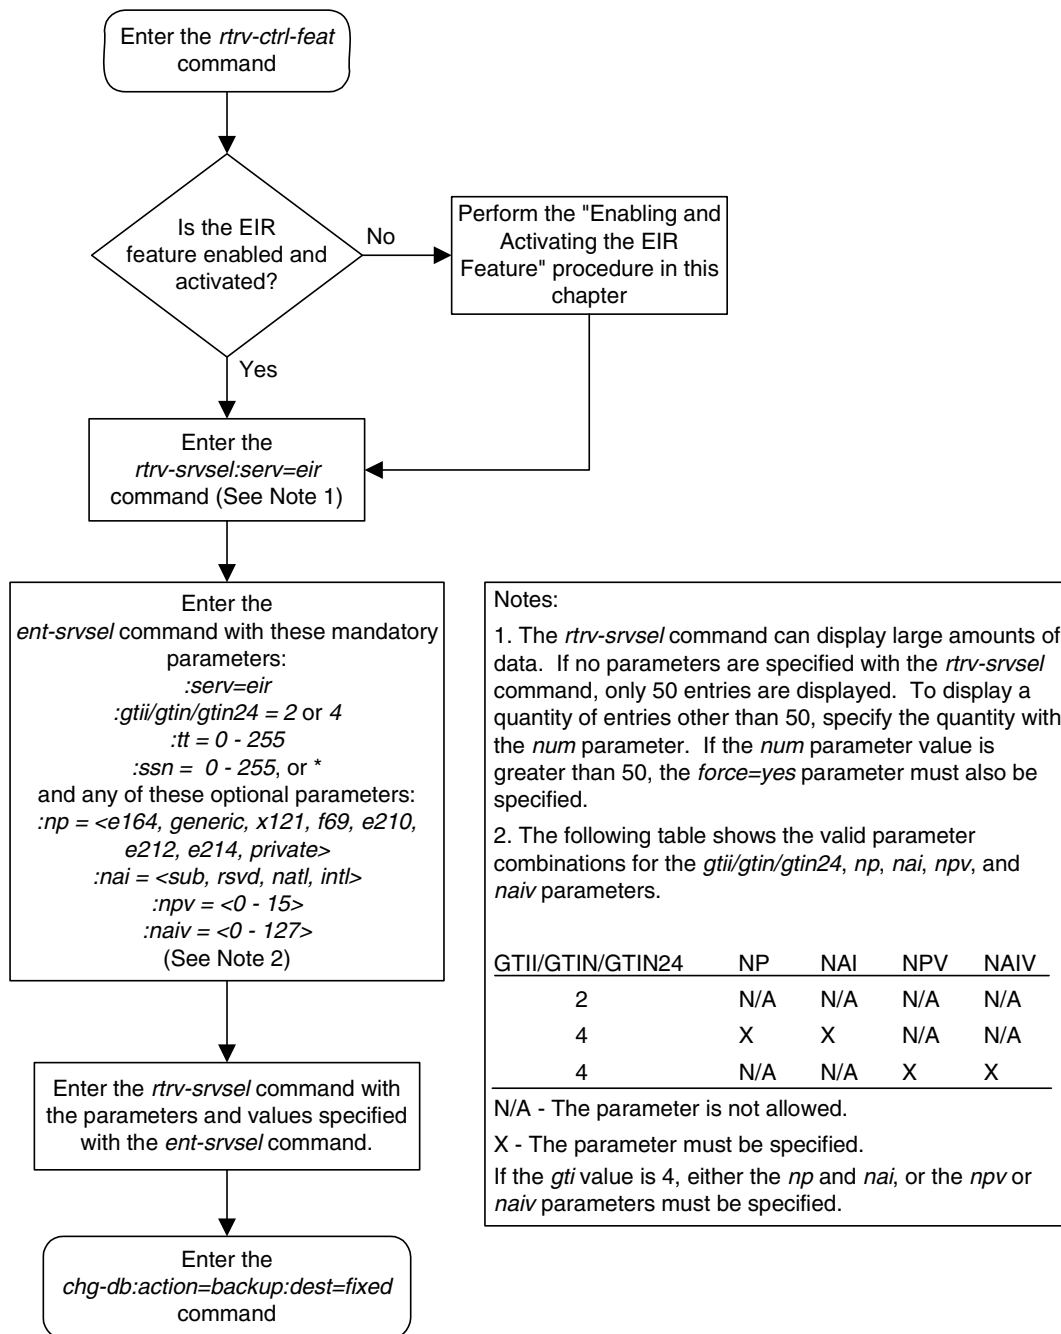 Enter the rtrv-ctrl-feat
command
Is the EIR
feature enabled and
activated?
No
Perform the "Enabling and
Activating the EIR
Feature" procedure in this
chapter
Yes
Enter the
rtrv-srvsel:serv=eir
command (See Note 1)
Enter the
ent-srvsel command with these mandatory
parameters:
:serv=eir
:gtii/gtin/gtin24 = 2 or 4
:tt = 0 - 255
:ssn = 0 - 255, or *
and any of these optional parameters:
:np = <e164, generic, x121, f69, e210,
e212, e214, private>
:nai = <sub, rsvd, natl, intl>
:npv = <0 - 15>
:naiv = <0 - 127>
(See Note 2)
Enter the rtrv-srvsel command with
the parameters and values specified
with the ent-srvsel command.
Enter the
chg-db:action=backup:dest=fixed
command
Notes:
1. The rtrv-srvsel command can display large amounts of
data. If no parameters are specified with the rtrv-srvsel
command, only 50 entries are displayed. To display a
quantity of entries other than 50, specify the quantity with
the num parameter. If the num parameter value is
greater than 50, the force=yes parameter must also be
specified.
2. The following table shows the valid parameter
combinations for the gtii/gtin/gtin24, np, nai, npv, and
naiv parameters.
GTII/GTIN/GTIN24 NP NAI NPV NAIV
2 N/A N/A N/A N/A
4 X X N/A N/A
4 N/A N/A X X
N/A - The parameter is not allowed.
X - The parameter must be specified.
If the gti value is 4, either the np and nai, or the npv or
naiv parameters must be specified.